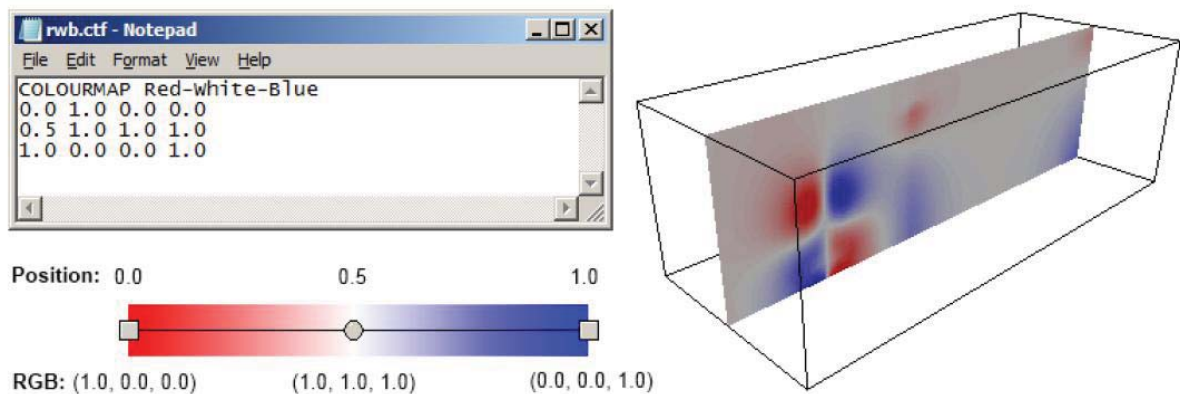 rwb.ctf - Notepad
File Edit Format View Help
COLOURMAP Red-White-Blue
0.0 1.0 0.0 0.0
0.5 1.0 1.0 1.0
1.0 0.0 0.0 1.0
Position: 0.0 0.5 1.0
RGB: (1.0, 0.0, 0.0) (1.0, 1.0, 1.0) (0.0, 0.0, 1.0)